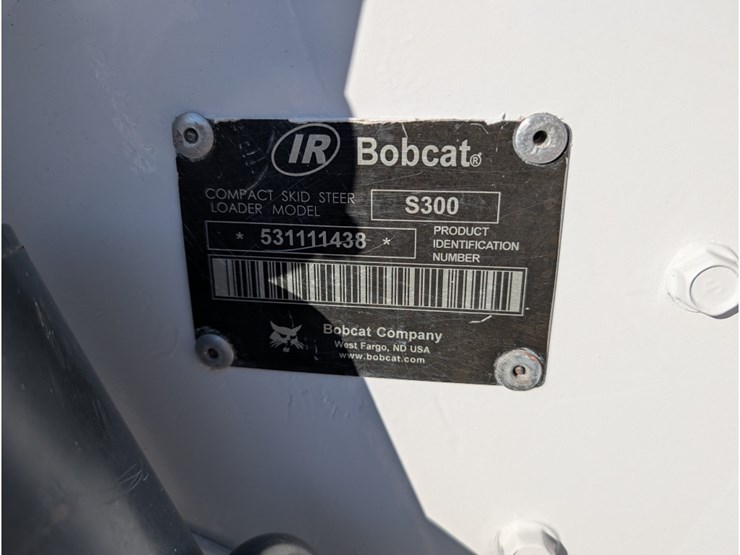 IR Bobcat®
COMPACT SKID STEER
LOADER MODEL
S300
* 531111438 *
PRODUCT
IDENTIFICATION
NUMBER
Bobcat Company
West Fargo, ND USA
www.bobcat.com